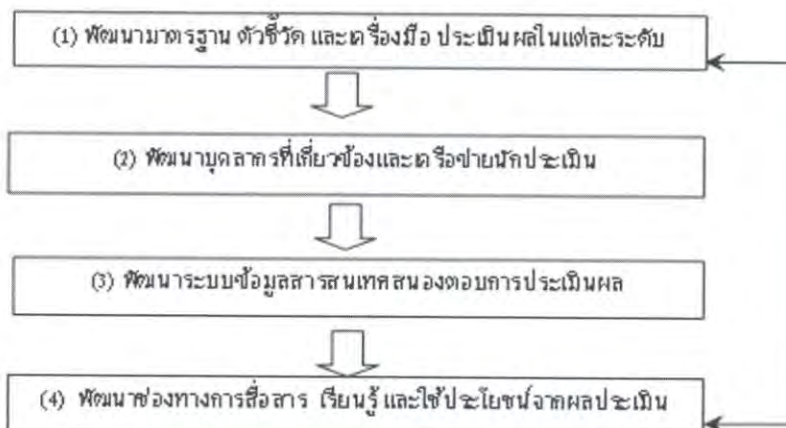 (1) พัฒนามาตรฐาน ตัวชี้วัด และเครื่องมือ ประเมินผลในแต่ละระดับ
(2) พัฒนาบุคลากรที่เกี่ยวข้องและเครือข่ายนักประเมิน
(3) พัฒนาระบบข้อมูลสารสนเทศสนองตอบการประเมินผล
(4) พัฒนาช่องทางการสื่อสาร เรียนรู้ และใช้ประโยชน์จากผลประเมิน